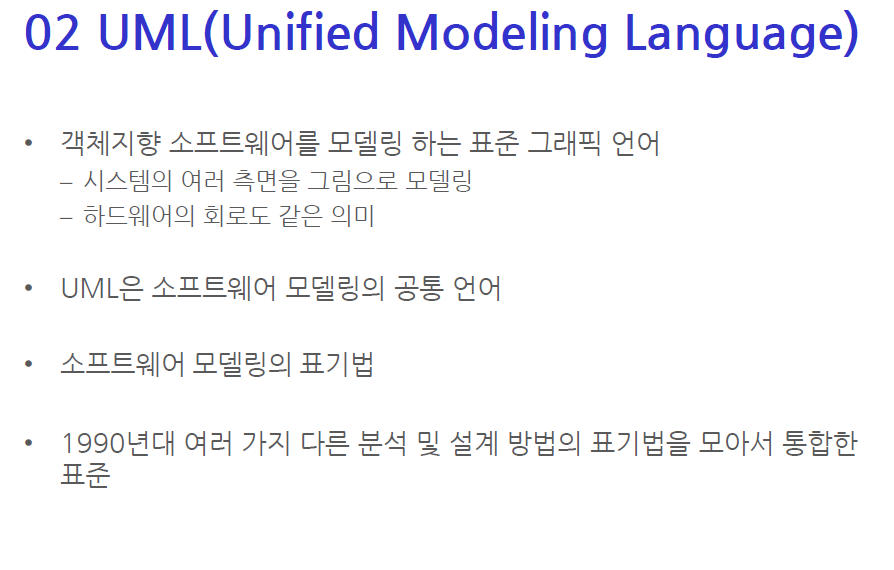 02 UML(Unified Modeling Language)
• 객체지향 소프트웨어를 모델링 하는 표준 그래픽 언어
– 시스템의 여러 측면을 그림으로 모델링
– 하드웨어의 회로도 같은 의미
• UML은 소프트웨어 모델링의 공통 언어
• 소프트웨어 모델링의 표기법
• 1990년대 여러 가지 다른 분석 및 설계 방법의 표기법을 모아서 통합한
표준